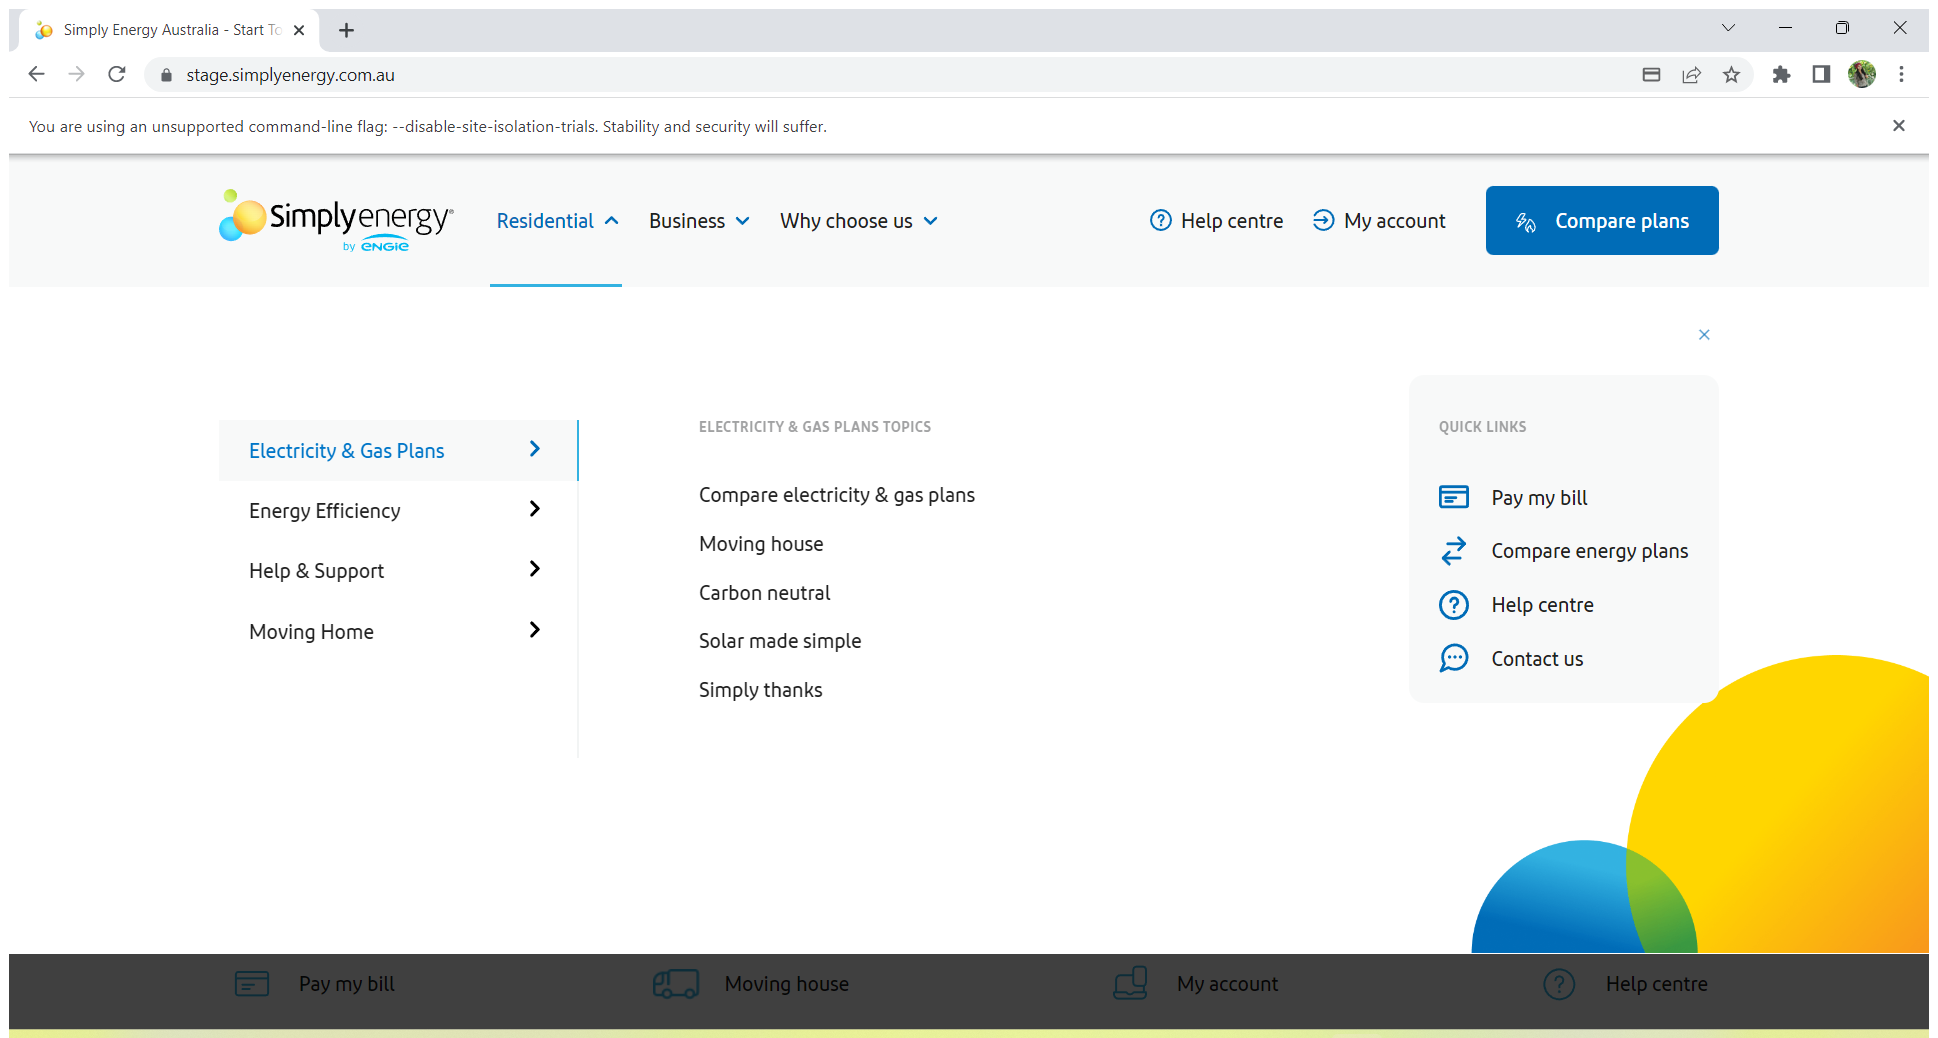 Simply Energy Australia - Start To
stage.simplyenergy.com.au
You are using an unsupported command-line flag: --disable-site-isolation-trials. Stability and security will suffer.
Simplyenergy®
by ENGIE
Residential
Business
Why choose us
Help centre
My account
Compare plans
Electricity & Gas Plans
Energy Efficiency
Help & Support
Moving Home
ELECTRICITY & GAS PLANS TOPICS
Compare electricity & gas plans
Moving house
Carbon neutral
Solar made simple
Simply thanks
QUICK LINKS
Pay my bill
Compare energy plans
Help centre
Contact us
Pay my bill
Moving house
My account
Help centre